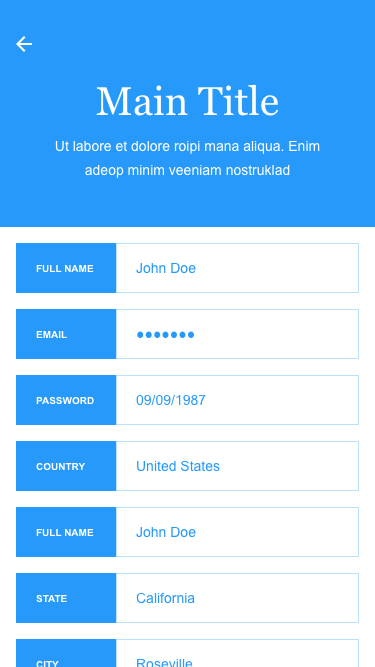 Main Title
Ut labore et dolore roipi mana aliqua. Enim
adeop minim veeniam nostruklad
FULL NAME John Doe
EMAIL ●●●●●●●
PASSWORD 09/09/1987
COUNTRY United States
FULL NAME John Doe
STATE California
CITY Roseville